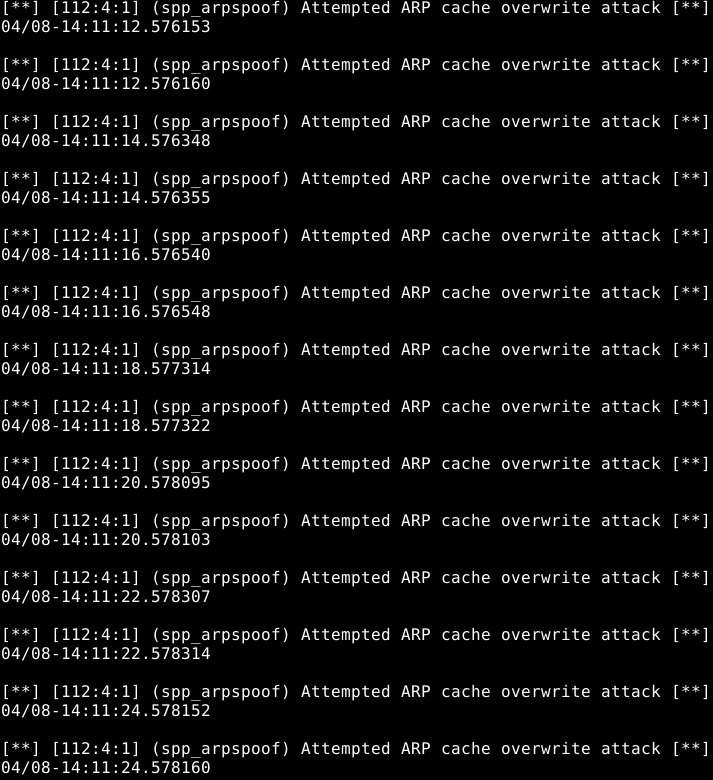 [**] [112:4:1] (spp_arpspoof) Attempted ARP cache overwrite attack [**]
04/08-14:11:12.576153
[**] [112:4:1] (spp_arpspoof) Attempted ARP cache overwrite attack [**]
04/08-14:11:12.576160
[**] [112:4:1] (spp_arpspoof) Attempted ARP cache overwrite attack [**]
04/08-14:11:14.576348
[**] [112:4:1] (spp_arpspoof) Attempted ARP cache overwrite attack [**]
04/08-14:11:14.576355
[**] [112:4:1] (spp_arpspoof) Attempted ARP cache overwrite attack [**]
04/08-14:11:16.576540
[**] [112:4:1] (spp_arpspoof) Attempted ARP cache overwrite attack [**]
04/08-14:11:16.576548
[**] [112:4:1] (spp_arpspoof) Attempted ARP cache overwrite attack [**]
04/08-14:11:18.577314
[**] [112:4:1] (spp_arpspoof) Attempted ARP cache overwrite attack [**]
04/08-14:11:18.577322
[**] [112:4:1] (spp_arpspoof) Attempted ARP cache overwrite attack [**]
04/08-14:11:20.578095
[**] [112:4:1] (spp_arpspoof) Attempted ARP cache overwrite attack [**]
04/08-14:11:20.578103
[**] [112:4:1] (spp_arpspoof) Attempted ARP cache overwrite attack [**]
04/08-14:11:22.578307
[**] [112:4:1] (spp_arpspoof) Attempted ARP cache overwrite attack [**]
04/08-14:11:22.578314
[**] [112:4:1] (spp_arpspoof) Attempted ARP cache overwrite attack [**]
04/08-14:11:24.578152
[**] [112:4:1] (spp_arpspoof) Attempted ARP cache overwrite attack [**]
04/08-14:11:24.578160